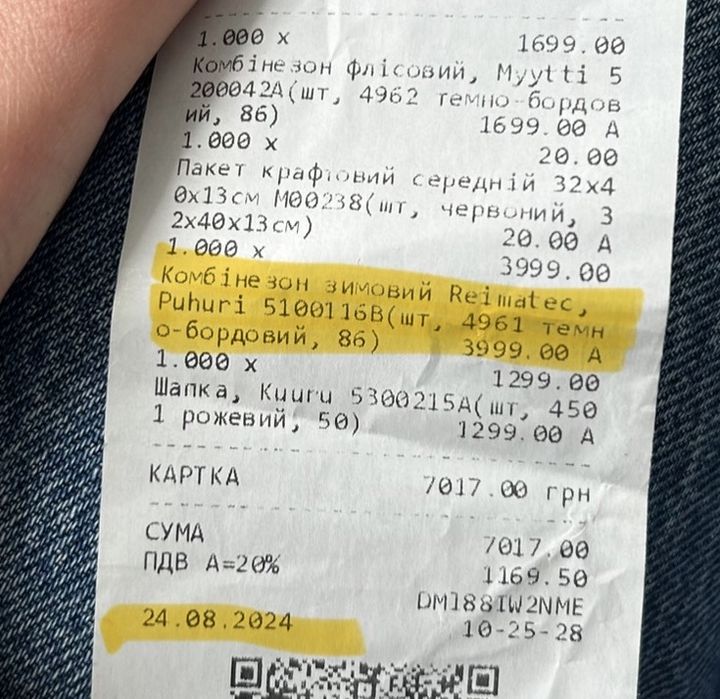 1.000 x 1699.00
Комбінезон флісовий, Myytti 5
200042A(шт, 4962 темно-бордов
ий, 86) 1699.00 А
1.000 x 20.00
Пакет крафтовий середній 32x4
0x13см M00238(шт, червоний, 3
2x40x13см) 20.00 А
1.000 x 3999.00
Комбінезон зимовий Reimatec,
Puhuri 5100116B(шт, 4961 темн
о-бордовий, 86) 3999.00 А
1.000 x 1299.00
Шапка, Kuuru 5300215A(шт, 450
1 рожевий, 50) 1299.00 А
КАРТКА 7017.00 грн
СУМА 7017.00
ПДВ А=20% 1169.50
DM188IW2NME
24.08.2024 10-25-28